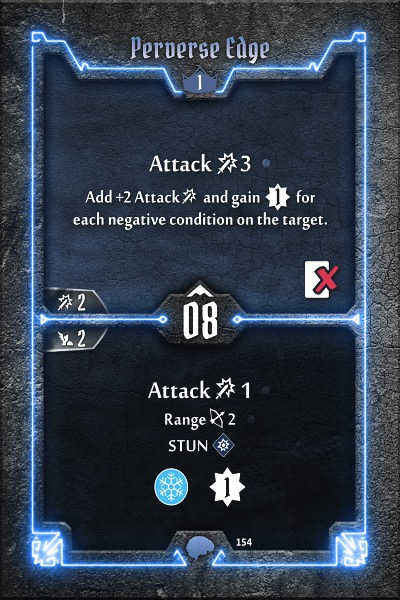 Perverse Edge
1
Attack 3
Add +2 Attack and gain 1 for
each negative condition on the target.
2
08
2
Attack 1
Range 2
STUN
1
154